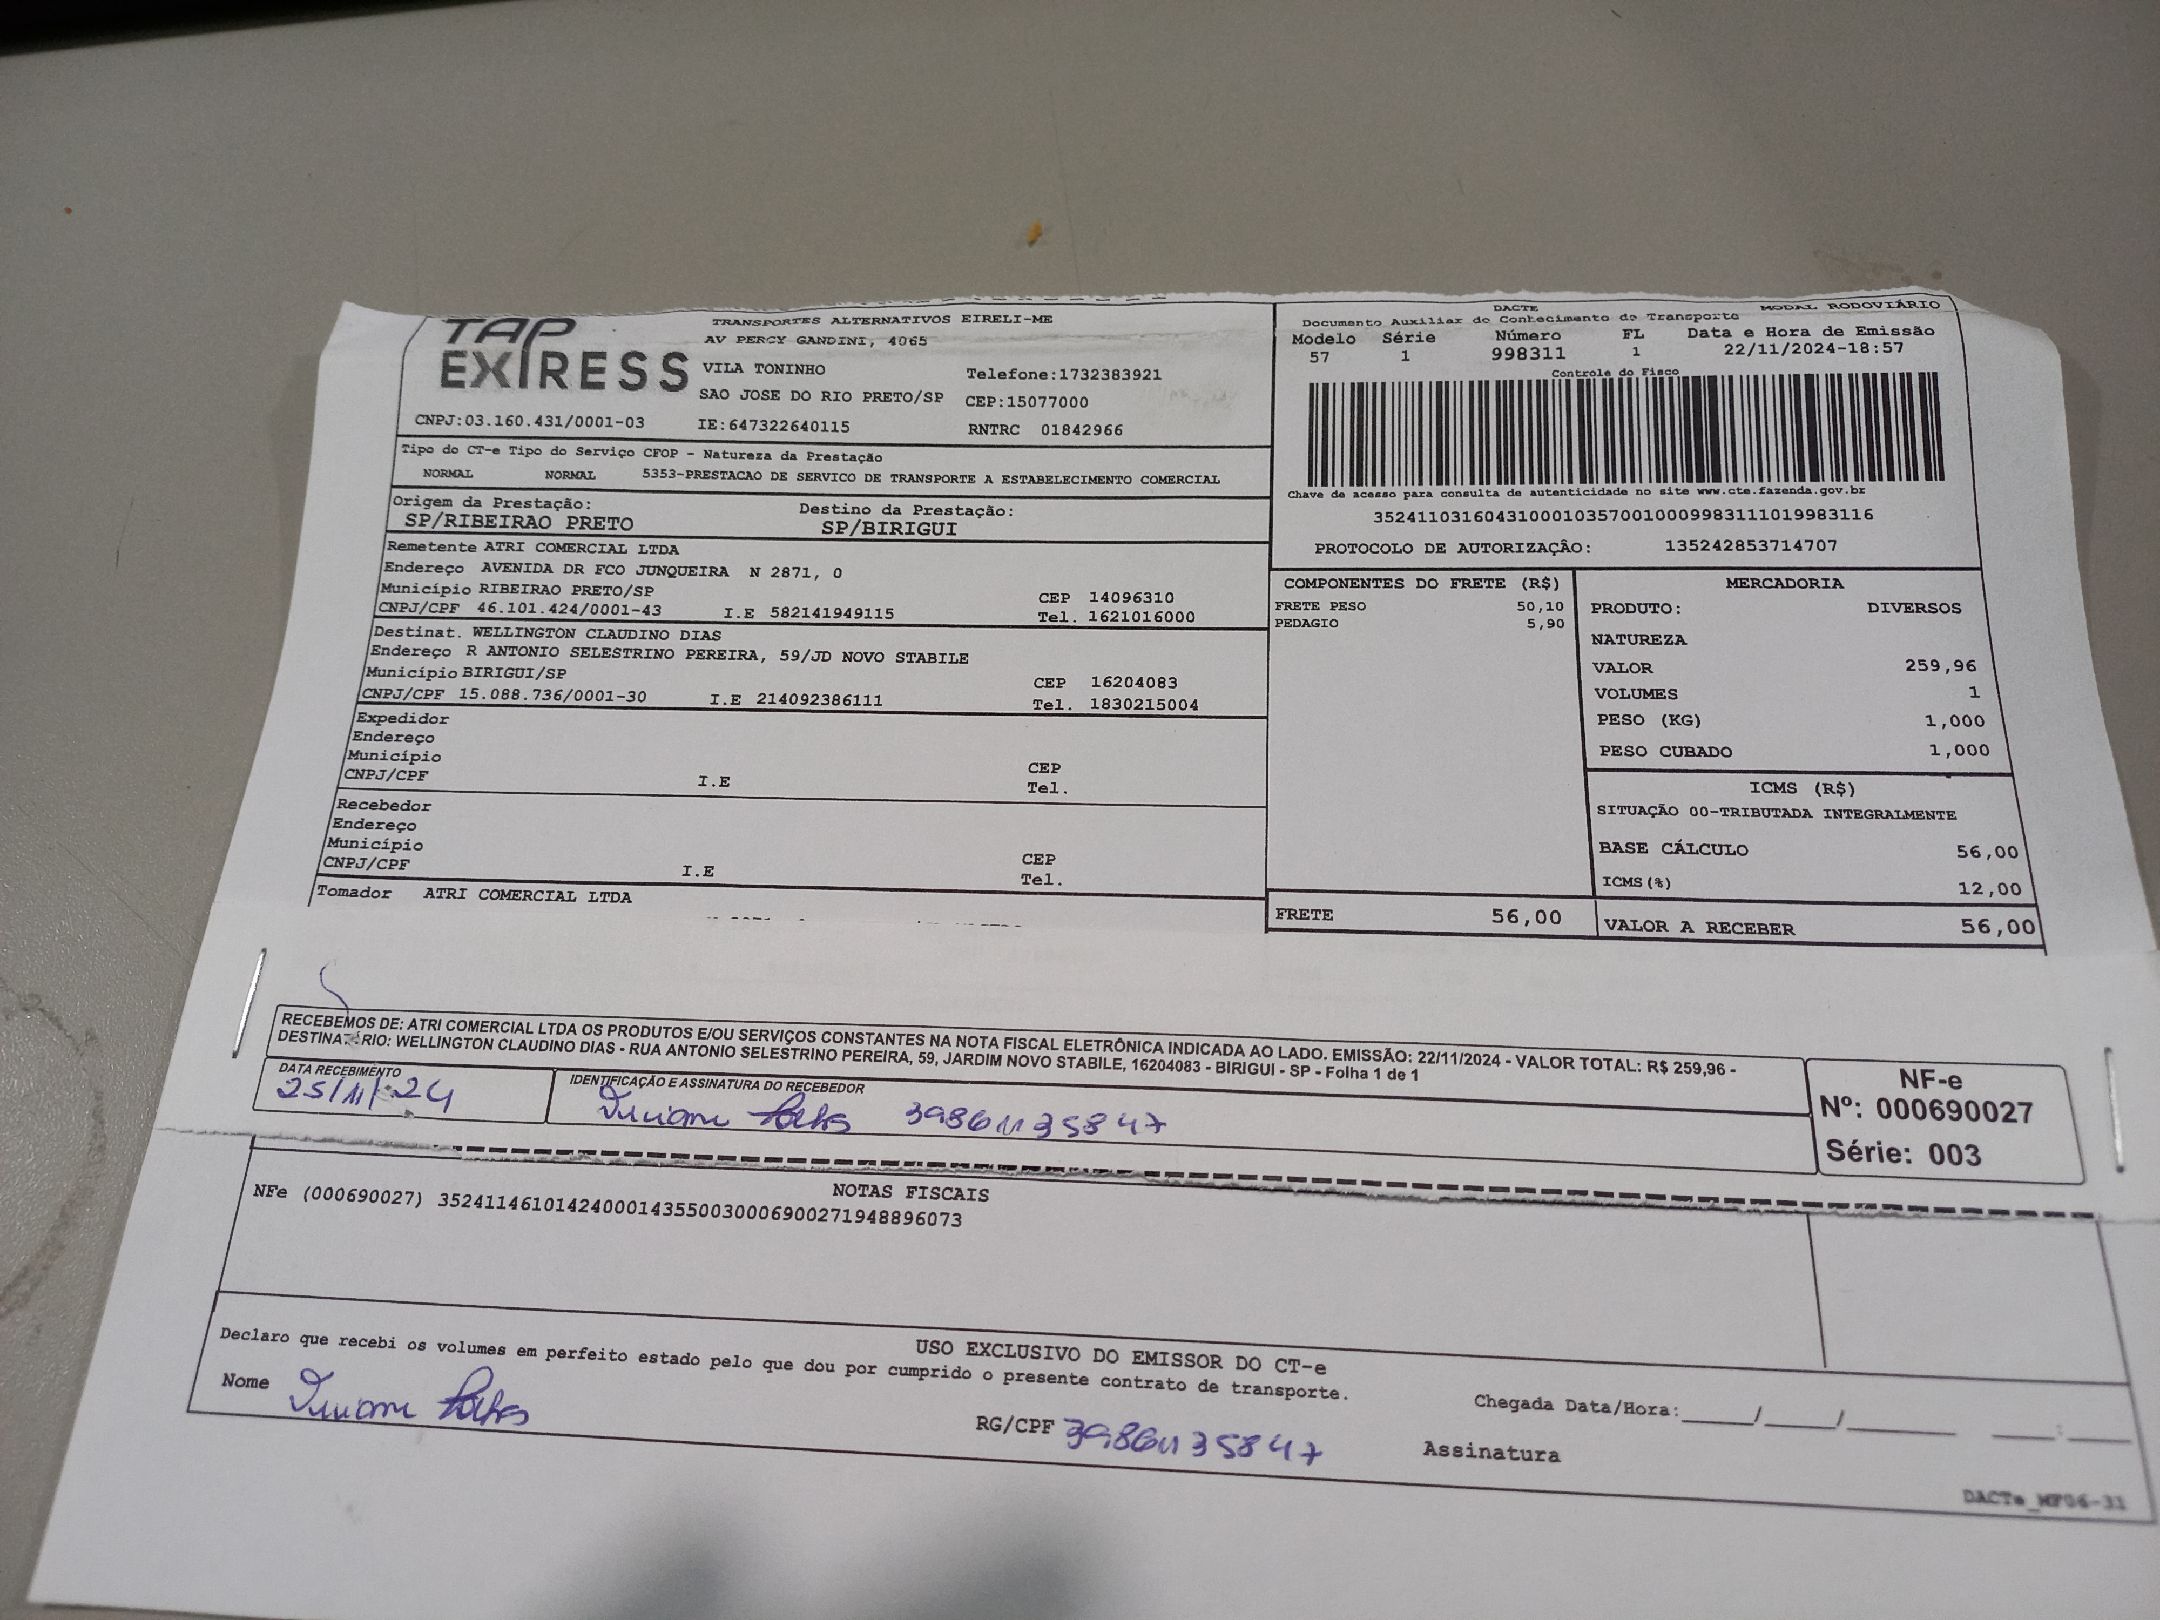 TAP EXPRESS
TRANSPORTES ALTERNATIVOS EIRELI-ME
AV PERCY GANDINI, 4065
VILA TONINHO Telefone:1732383921
SAO JOSE DO RIO PRETO/SP CEP:15077000
CNPJ:03.160.431/0001-03 IE:647322640115 RNTRC 01842966
DACTE MODAL RODOVIÁRIO
Documento Auxiliar do Conhecimento de Transporte
Modelo Série Número FL Data e Hora de Emissão
57 1 998311 1 22/11/2024-18:57
Controle do Fisco
Chave de acesso para consulta de autenticidade no site www.cte.fazenda.gov.br
35241103160431000103570010009983111019983116
PROTOCOLO DE AUTORIZAÇÃO: 135242853714707
Tipo do CT-e Tipo do Serviço CFOP - Natureza da Prestação
NORMAL NORMAL 5353-PRESTACAO DE SERVICO DE TRANSPORTE A ESTABELECIMENTO COMERCIAL
Origem da Prestação: Destino da Prestação:
SP/RIBEIRAO PRETO SP/BIRIGUI
Remetente ATRI COMERCIAL LTDA
Endereço AVENIDA DR FCO JUNQUEIRA N 2871, 0
Município RIBEIRAO PRETO/SP CEP 14096310
CNPJ/CPF 46.101.424/0001-43 I.E 582141949115 Tel. 1621016000
Destinat. WELLINGTON CLAUDINO DIAS
Endereço R ANTONIO SELESTRINO PEREIRA, 59/JD NOVO STABILE
Município BIRIGUI/SP CEP 16204083
CNPJ/CPF 15.088.736/0001-30 I.E 214092386111 Tel. 1830215004
Expedidor
Endereço
Município CEP
CNPJ/CPF I.E Tel.
Recebedor
Endereço
Município CEP
CNPJ/CPF I.E Tel.
Tomador ATRI COMERCIAL LTDA
COMPONENTES DO FRETE (R$)
FRETE PESO 50,10
PEDAGIO 5,90
FRETE 56,00
MERCADORIA
PRODUTO: DIVERSOS
NATUREZA
VALOR 259,96
VOLUMES 1
PESO (KG) 1,000
PESO CUBADO 1,000
ICMS (R$)
SITUAÇÃO 00-TRIBUTADA INTEGRALMENTE
BASE CÁLCULO 56,00
ICMS(%) 12,00
VALOR A RECEBER 56,00
RECEBEMOS DE: ATRI COMERCIAL LTDA OS PRODUTOS E/OU SERVIÇOS CONSTANTES NA NOTA FISCAL ELETRÔNICA INDICADA AO LADO. EMISSÃO: 22/11/2024 - VALOR TOTAL: R$ 259,96 -
DESTINATÁRIO: WELLINGTON CLAUDINO DIAS - RUA ANTONIO SELESTRINO PEREIRA, 59, JARDIM NOVO STABILE, 16204083 - BIRIGUI - SP - Folha 1 de 1
DATA RECEBIMENTO IDENTIFICAÇÃO E ASSINATURA DO RECEBEDOR
25/11/24 39861135847
NF-e
Nº: 000690027
Série: 003
NOTAS FISCAIS
NFe (000690027) 35241146101424000143550030006900271948896073
USO EXCLUSIVO DO EMISSOR DO CT-e
Declaro que recebi os volumes em perfeito estado pelo que dou por cumprido o presente contrato de transporte.
Nome RG/CPF 39861135847
Chegada Data/Hora:____/____/______ ___:___
Assinatura